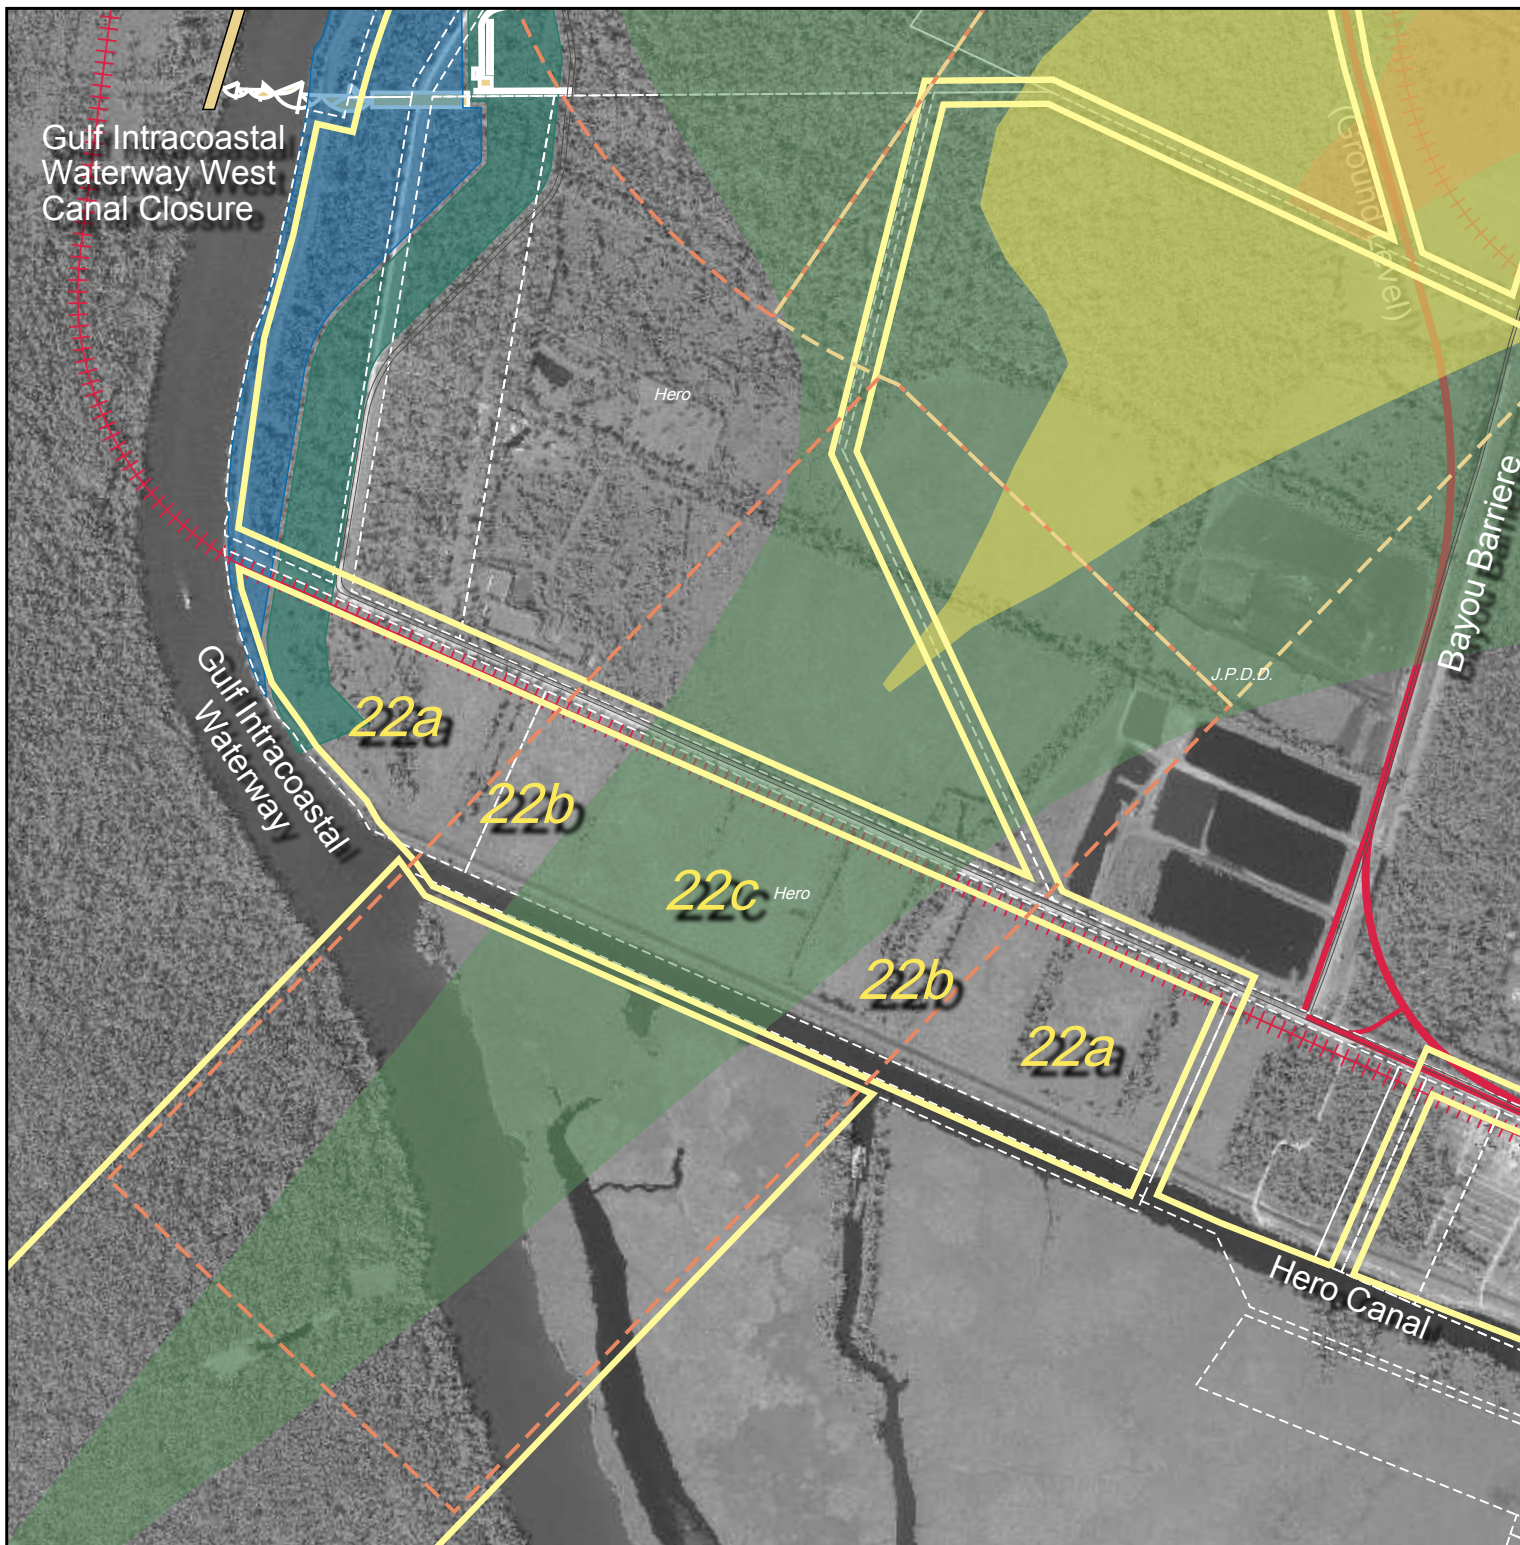 Gulf Intracoastal
Waterway West
Canal Closure
(Ground Level)
Hero
Bayou Barriere
J.P.D.D.
Gulf Intracoastal
Waterway
22a
22b
22c
Hero
22b
22a
Hero Canal